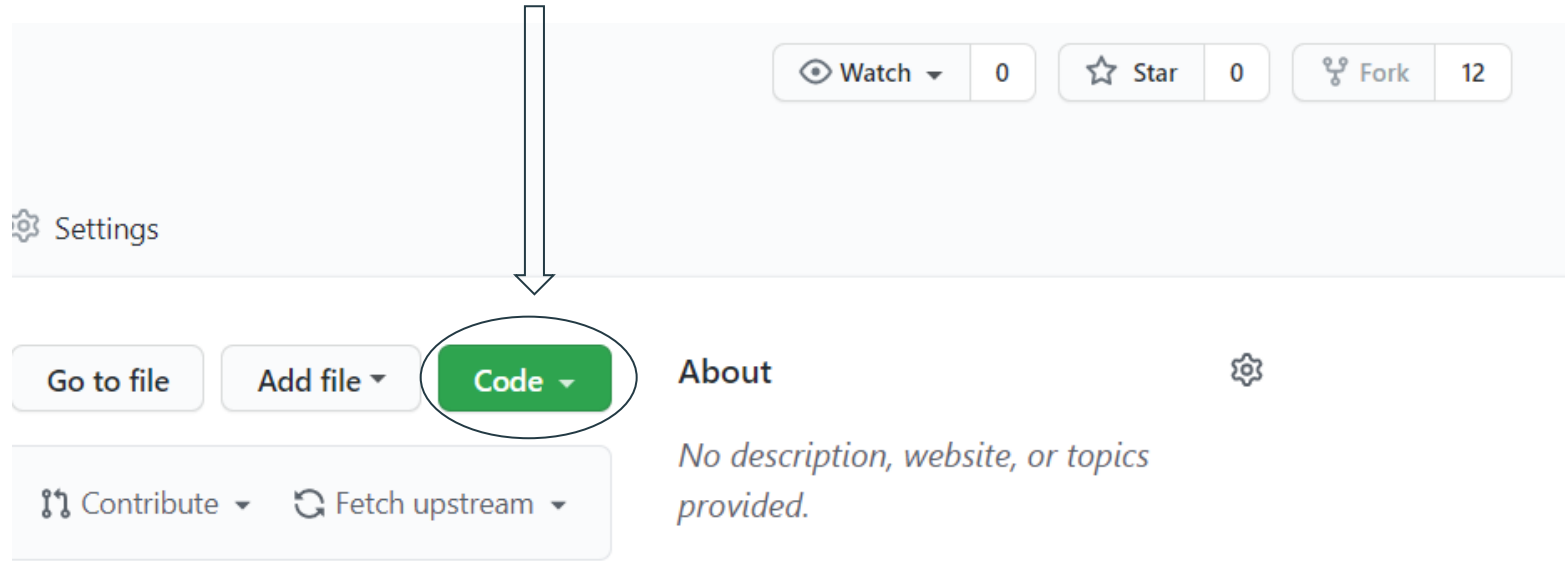 Watch 0 Star 0 Fork 12
Settings
Go to file Add file Code About
No description, website, or topics
provided.
Contribute Fetch upstream